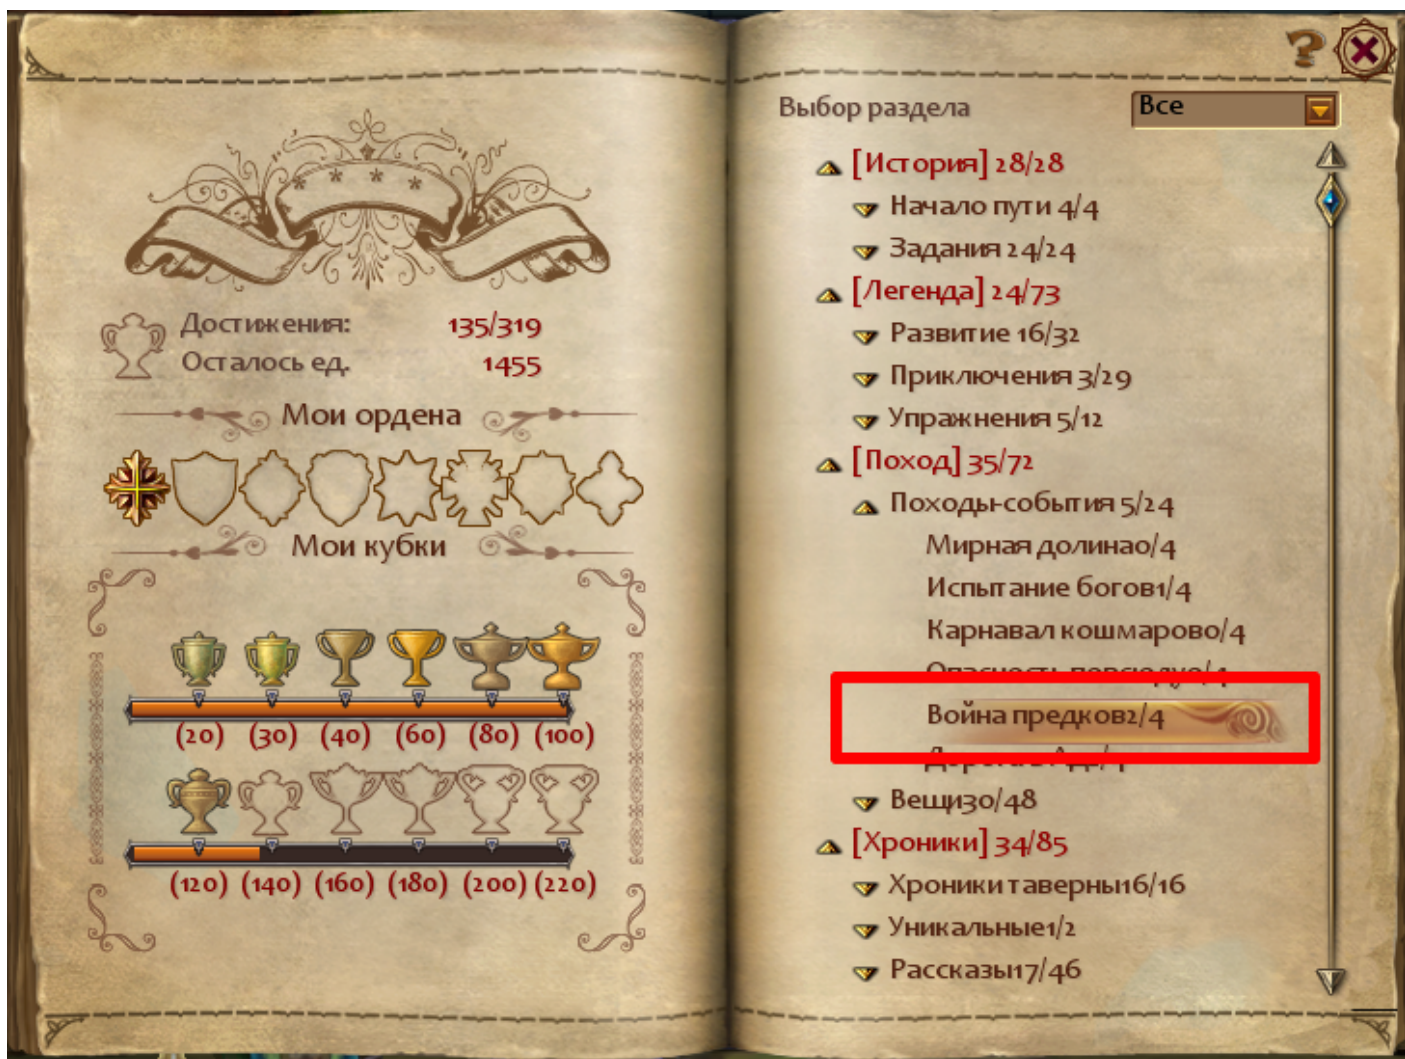 Достижения: 135/319
Осталось ед. 1455
Мои ордена
Мои кубки
(20) (30) (40) (60) (80) (100)
(120) (140) (160) (180) (200) (220)
Выбор раздела Все
[История] 28/28
Начало пути 4/4
Задания 24/24
[Легенда] 24/73
Развитие 16/32
Приключения 3/29
Упражнения 5/12
[Поход] 35/72
Походы-события 5/24
Мирная долина0/4
Испытание богов1/4
Карнавал кошмаров0/4
Опасность повсюду0/4
Война предков2/4
Вещи30/48
[Хроники] 34/85
Хроники таверны16/16
Уникальные1/2
Рассказы17/46